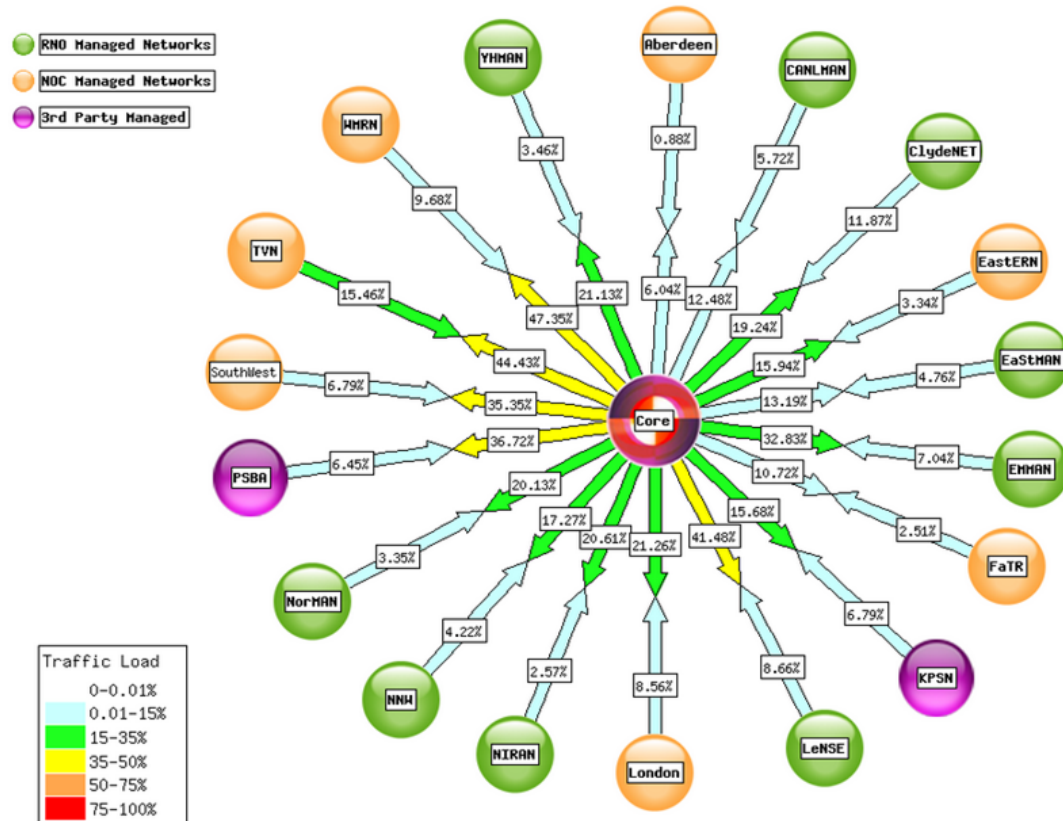 RNO Managed Networks
NOC Managed Networks
3rd Party Managed
YHMAN
Aberdeen
CANLMAN
WMRN
ClydeNET
TVN
EastERN
SouthWest
EaStMAN
PSBA
EMMAN
NorMAN
FaTR
NNW
KPSN
NIRAN
London
LeNSE
Core
3.46%
0.88%
5.72%
9.68%
11.87%
15.46%
3.34%
6.79%
4.76%
6.45%
7.04%
3.35%
2.51%
4.22%
6.79%
2.57%
8.56%
8.66%
21.13%
6.04%
12.48%
47.35%
19.24%
44.43%
15.94%
35.35%
13.19%
36.72%
32.83%
20.13%
10.72%
17.27%
15.68%
20.61%
21.26%
41.48%
Traffic Load
0-0.01%
0.01-15%
15-35%
35-50%
50-75%
75-100%